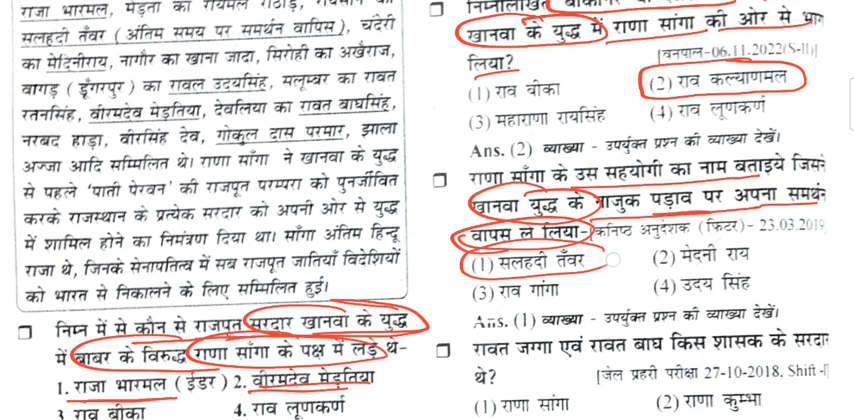 राजा भारमल, मेड़ता का रायमल राठौड़,
सलहदी तँवर (अंतिम समय पर समर्थन वापिस), चंदेरी
का मेदिनीराय, नागौर का खाना जादा, सिरोही का अखैराज,
वागड़ (डूँगरपुर) का रावल उदयसिंह, सलूम्बर का रावत
रतनसिंह, वीरमदेव मेड़तिया, देवलिया का रावत बाघसिंह,
नरबद हाड़ा, वीरसिंह देव, गोकुल दास परमार, झाला
अज्जा आदि सम्मिलित थे। राणा साँगा ने खानवा के युद्ध
से पहले 'पाती पेरवन' की राजपूत परम्परा को पुनर्जीवित
करके राजस्थान के प्रत्येक सरदार को अपनी ओर से युद्ध
में शामिल होने का निमंत्रण दिया था। साँगा अंतिम हिन्दू
राजा थे, जिनके सेनापतित्व में सब राजपूत जातियाँ विदेशियों
को भारत से निकालने के लिए सम्मिलित हुई।
निम्न में से कौन से राजपूत सरदार खानवा के युद्ध
में बाबर के विरुद्ध राणा साँगा के पक्ष में लड़े थे-
1. राजा भारमल (ईडर) 2. वीरमदेव मेड़तिया
3. राव बीका 4. राव लूणकर्ण
निम्नलिखित
खानवा के युद्ध में राणा सांगा की ओर से भाग
लिया? [वनपाल-06.11.2022(S-II)]
(1) राव बीका (2) राव कल्याणमल
(3) महाराणा रायसिंह (4) राव लूणकर्ण
Ans. (2) व्याख्या - उपर्युक्त प्रश्न की व्याख्या देखें।
राणा साँगा के उस सहयोगी का नाम बताइये जिसने
खानवा युद्ध के नाजुक पड़ाव पर अपना समर्थन
वापस ले लिया- [कनिष्ठ अनुदेशक (फिटर) - 23.03.2019
(1) सलहदी तँवर (2) मेदनी राय
(3) राव गांगा (4) उदय सिंह
Ans. (1) व्याख्या - उपर्युक्त प्रश्न की व्याख्या देखें।
रावत जग्गा एवं रावत बाघ किस शासक के सरदार
थे? [जेल प्रहरी परीक्षा 27-10-2018, Shift -I]
(1) राणा सांगा (2) राणा कुम्भा